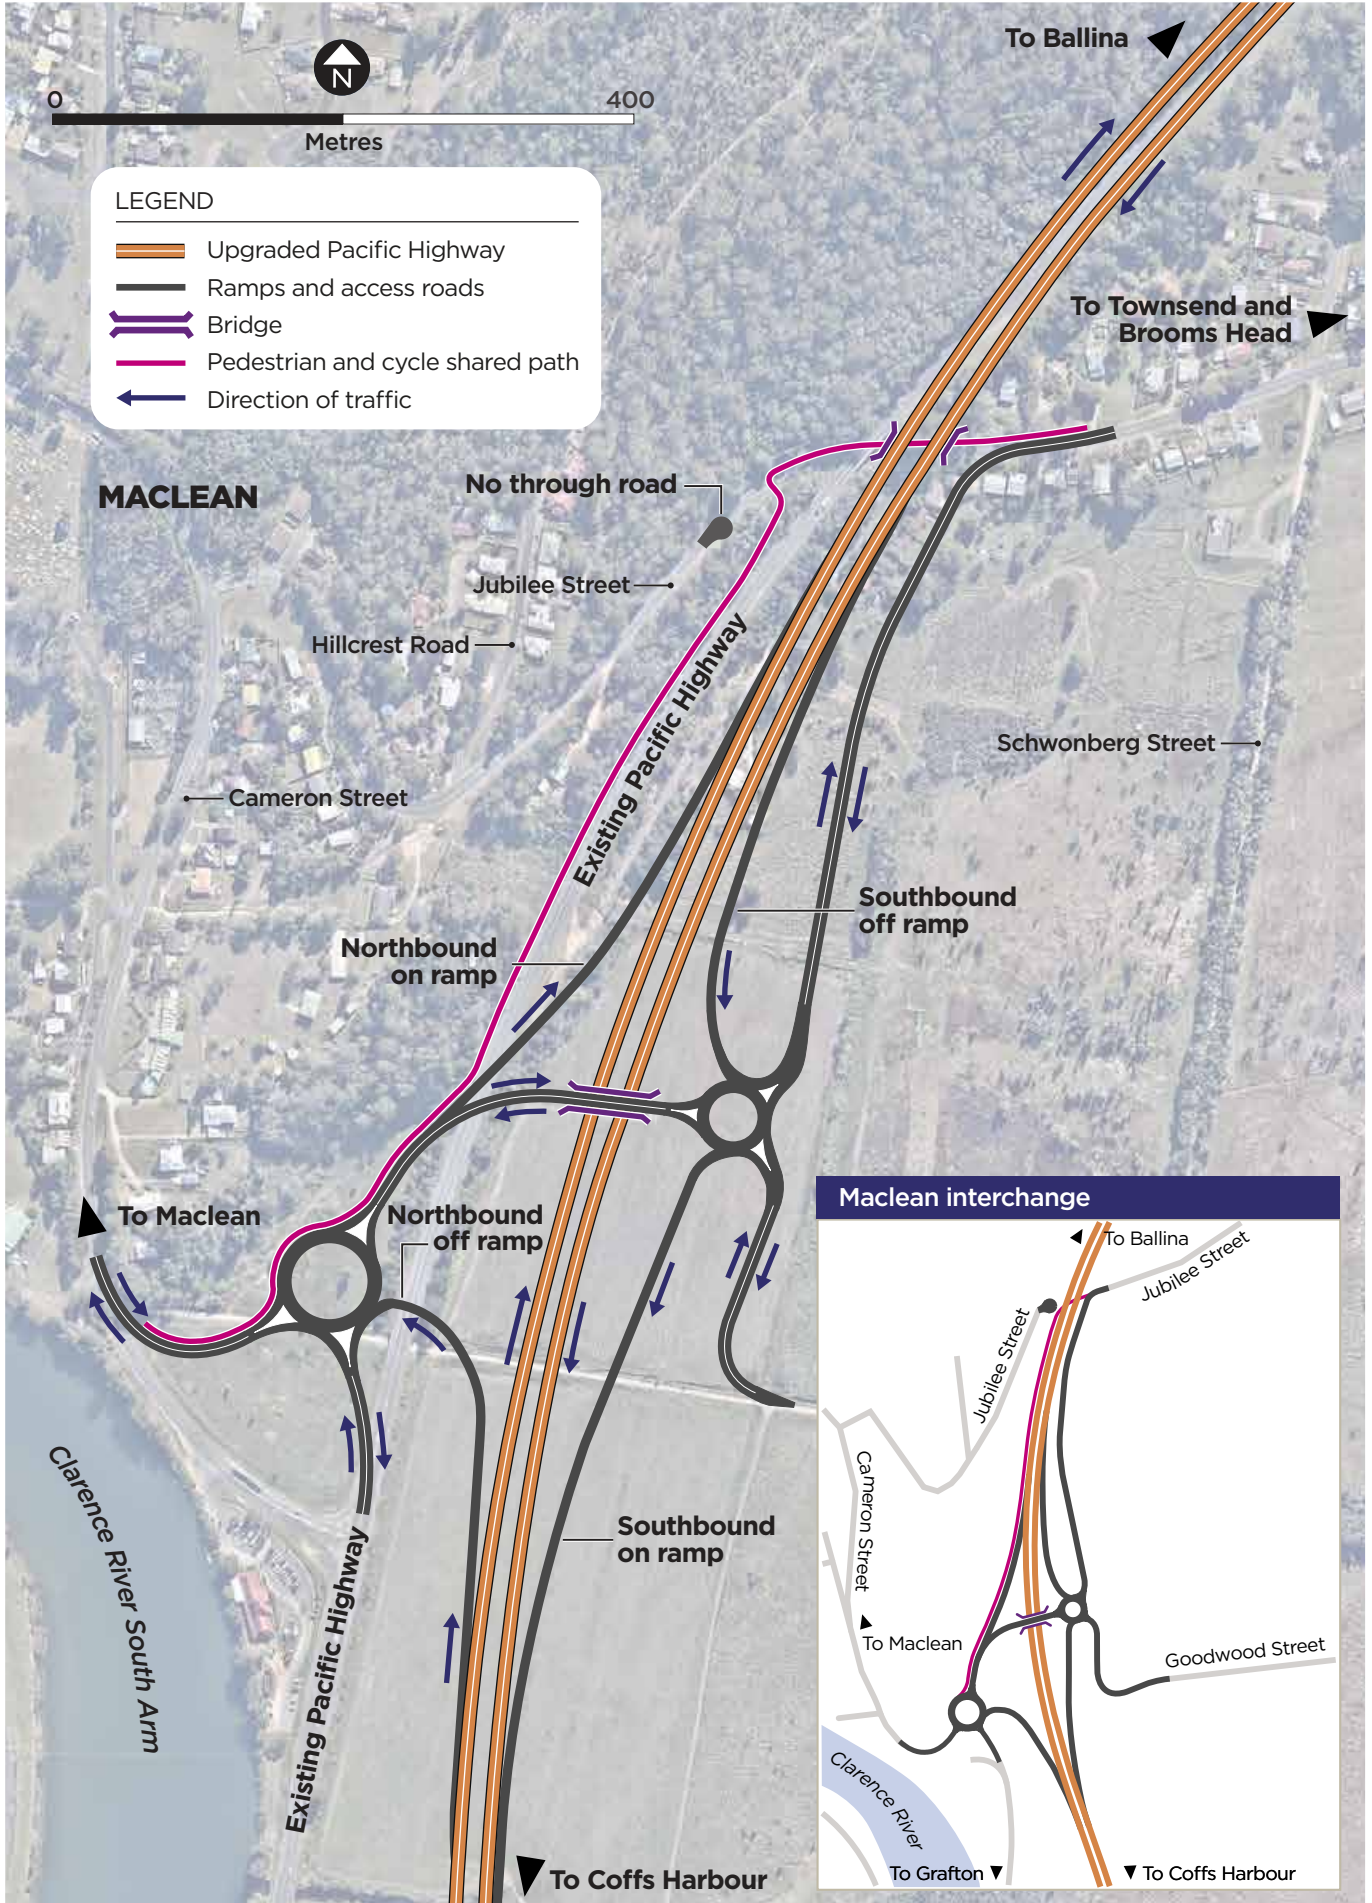 To Ballina
N
0 400
Metres
LEGEND
Upgraded Pacific Highway
Ramps and access roads
Bridge
Pedestrian and cycle shared path
Direction of traffic
To Townsend and
Brooms Head
MACLEAN
No through road
Jubilee Street
Hillcrest Road
Existing Pacific Highway
Schwonberg Street
Cameron Street
Southbound
off ramp
Northbound
on ramp
To Maclean
Northbound
off ramp
Clarence River South Arm
Existing Pacific Highway
Southbound
on ramp
To Coffs Harbour
Maclean interchange
To Ballina
Jubilee Street
Jubilee Street
Cameron Street
To Maclean
Goodwood Street
Clarence River
To Grafton
To Coffs Harbour